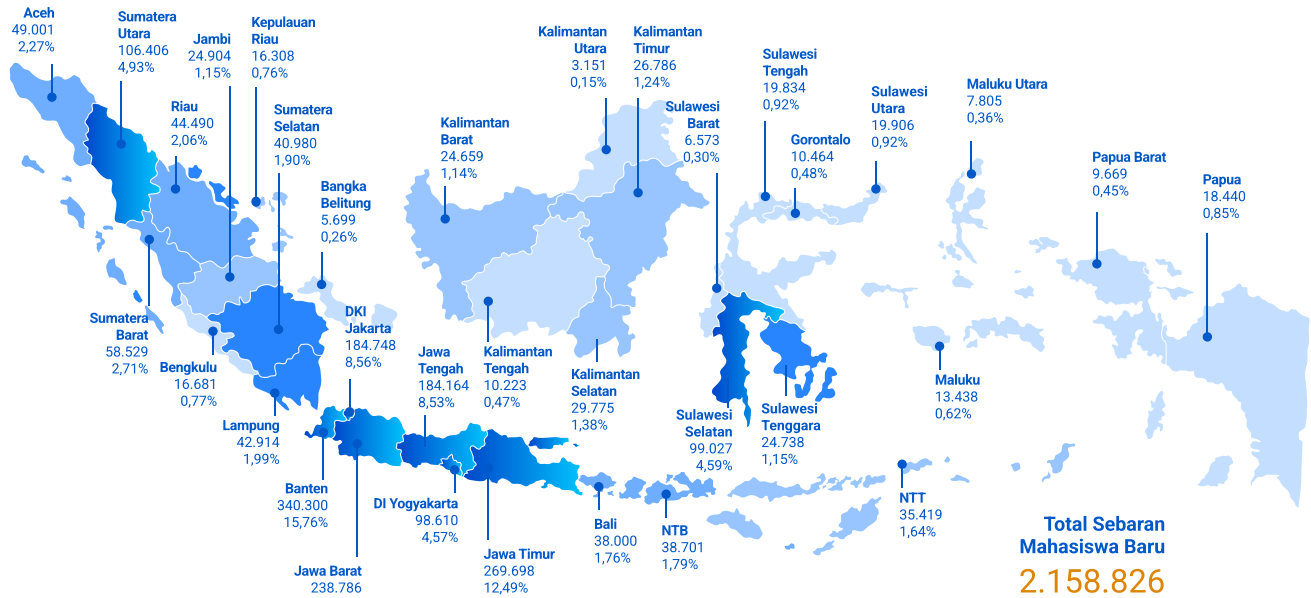 Aceh
49.001
2,27%
Sumatera
Utara
106.406
4,93%
Jambi
24.904
1,15%
Kepulauan
Riau
16.308
0,76%
Riau
44.490
2,06%
Sumatera
Selatan
40.980
1,90%
Bangka
Belitung
5.699
0,26%
Kalimantan
Barat
24.659
1,14%
Kalimantan
Utara
3.151
0,15%
Kalimantan
Timur
26.786
1,24%
Sulawesi
Barat
6.573
0,30%
Sulawesi
Tengah
19.834
0,92%
Gorontalo
10.464
0,48%
Sulawesi
Utara
19.906
0,92%
Maluku Utara
7.805
0,36%
Papua Barat
9.669
0,45%
Papua
18.440
0,85%
Sumatera
Barat
58.529
2,71%
Bengkulu
16.681
0,77%
Lampung
42.914
1,99%
DKI
Jakarta
184.748
8,56%
Jawa
Tengah
184.164
8,53%
Kalimantan
Tengah
10.223
0,47%
Kalimantan
Selatan
29.775
1,38%
Sulawesi
Selatan
99.027
4,59%
Sulawesi
Tenggara
24.738
1,15%
Maluku
13.438
0,62%
Banten
340.300
15,76%
Jawa Barat
238.786
DI Yogyakarta
98.610
4,57%
Jawa Timur
269.698
12,49%
Bali
38.000
1,76%
NTB
38.701
1,79%
NTT
35.419
1,64%
Total Sebaran
Mahasiswa Baru
2.158.826